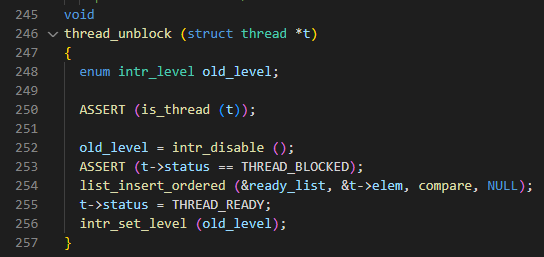 245 void
246 thread_unblock (struct thread *t)
247 {
248   enum intr_level old_level;
249
250   ASSERT (is_thread (t));
251
252   old_level = intr_disable ();
253   ASSERT (t->status == THREAD_BLOCKED);
254   list_insert_ordered (&ready_list, &t->elem, compare, NULL);
255   t->status = THREAD_READY;
256   intr_set_level (old_level);
257 }